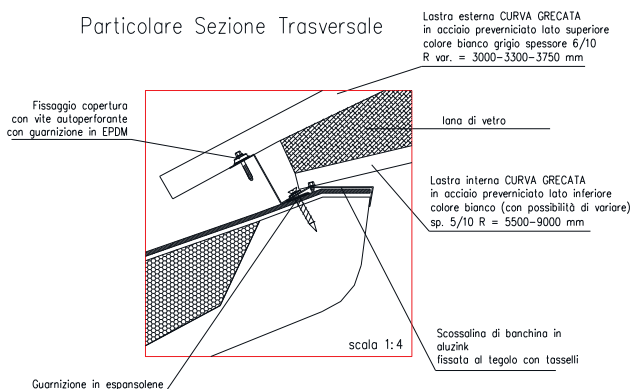 Particolare Sezione Trasversale
Lastra esterna CURVA GRECATA
in acciaio preverniciato lato superiore
colore bianco grigio spessore 6/10
R var. = 3000-3300-3750 mm
Fissaggio copertura
con vite autoperforante
con guarnizione in EPDM
lana di vetro
Lastra interna CURVA GRECATA
in acciaio preverniciato lato inferiore
colore bianco (con possibilità di variare)
sp. 5/10 R = 5500-9000 mm
scala 1:4
Scossalina di banchina in
aluzink
fissata al tegolo con tasselli
Guarnizione in espansolene